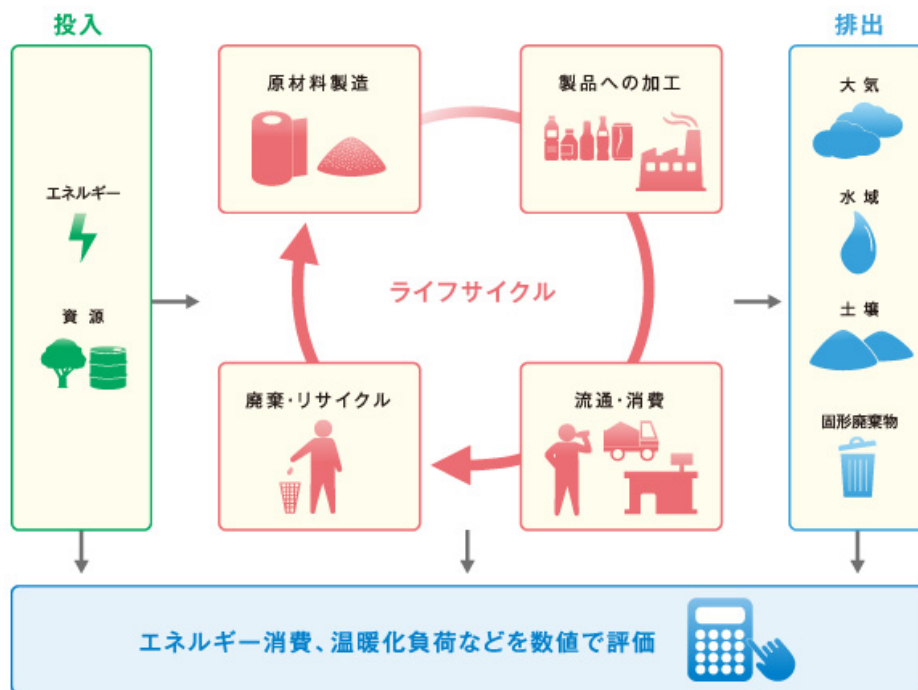 投入
エネルギー
資源
原材料製造
製品への加工
ライフサイクル
廃棄・リサイクル
流通・消費
排出
大気
水域
土壌
固形廃棄物
エネルギー消費、温暖化負荷などを数値で評価